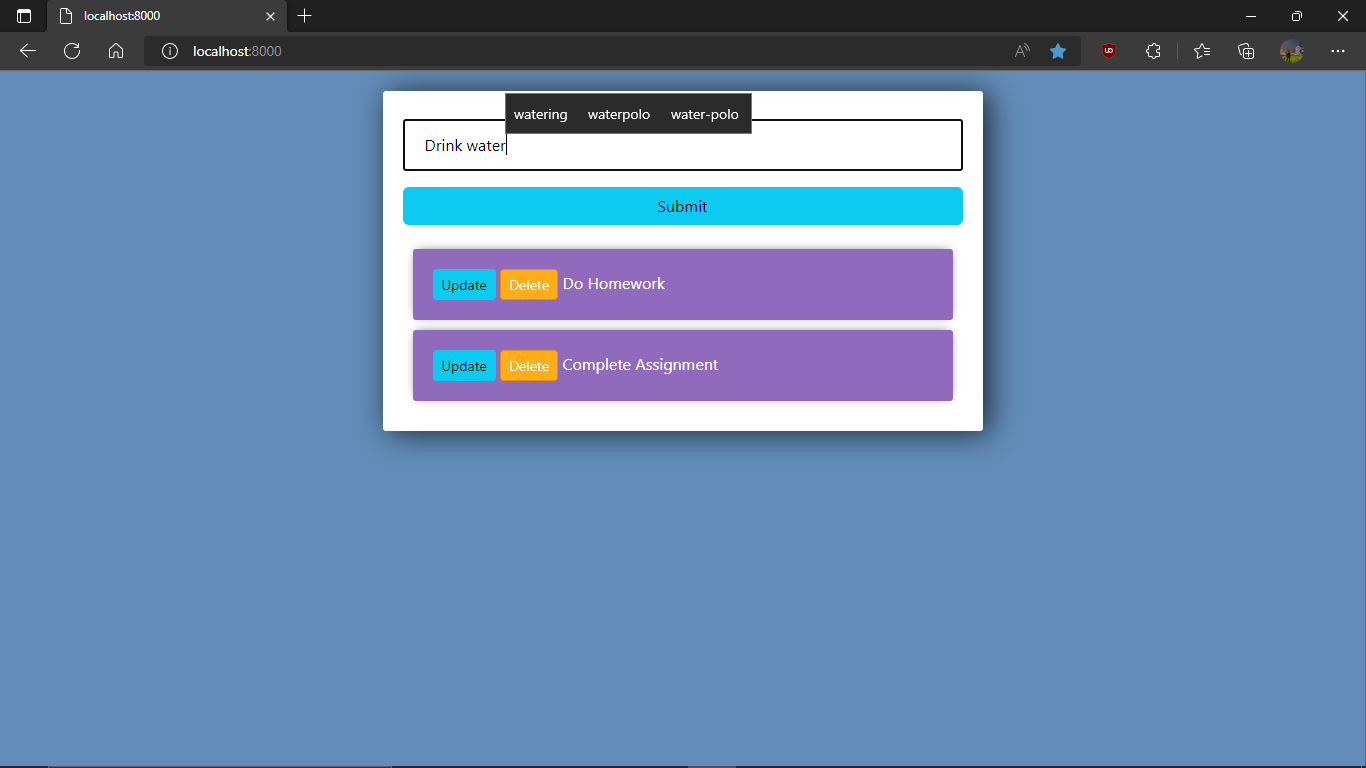 localhost:8000
localhost:8000
watering waterpolo water-polo
Drink water
Submit
Update Delete Do Homework
Update Delete Complete Assignment